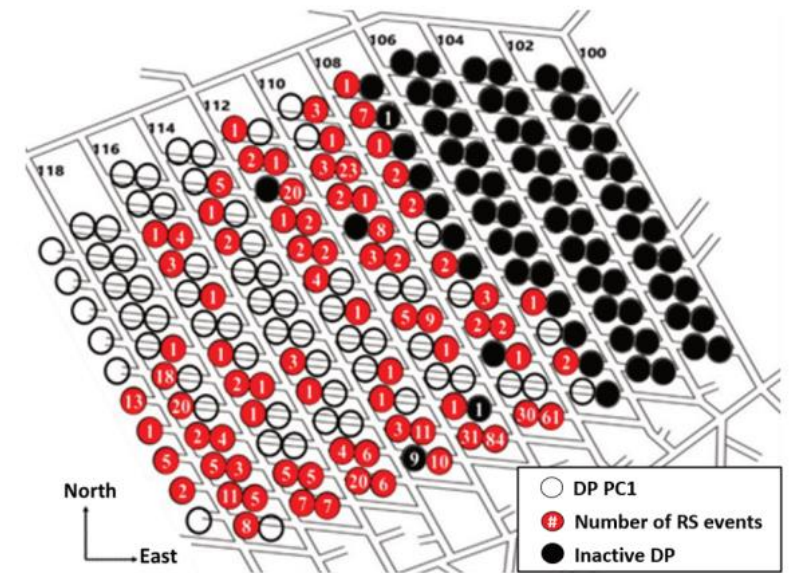 106 104 102 100
108
110 1
112 3 7 1
114 1 1 1
116 2 1 3 23
118 5 2
20 2 1 2
1 1 2 8
1 4 2 2 2 3 2
3 4 2
1 3 1
1 5 9 2 2
1 1 1 1
3 1 2
18 2 1 1
13 20 1 1 1 30 61
1 2 4 1 3 11 31 84
5 5 3 4 6 9 10
2 11 5 5 5 20 6
8 7 7
North
East
DP PC1
# Number of RS events
Inactive DP